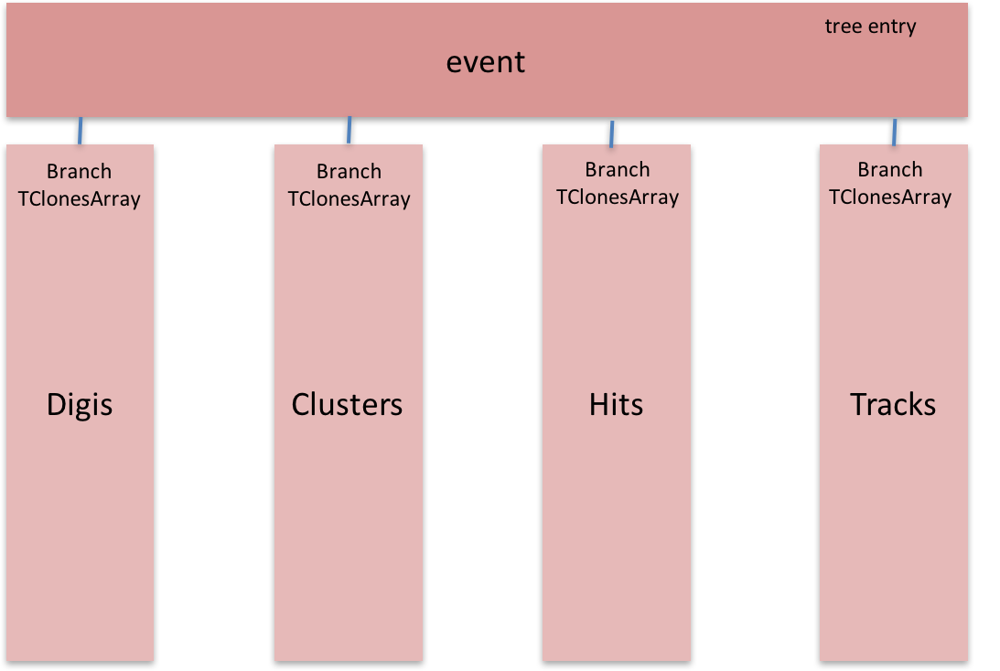 tree entry
event
Branch
TClonesArray
Digis
Branch
TClonesArray
Clusters
Branch
TClonesArray
Hits
Branch
TClonesArray
Tracks